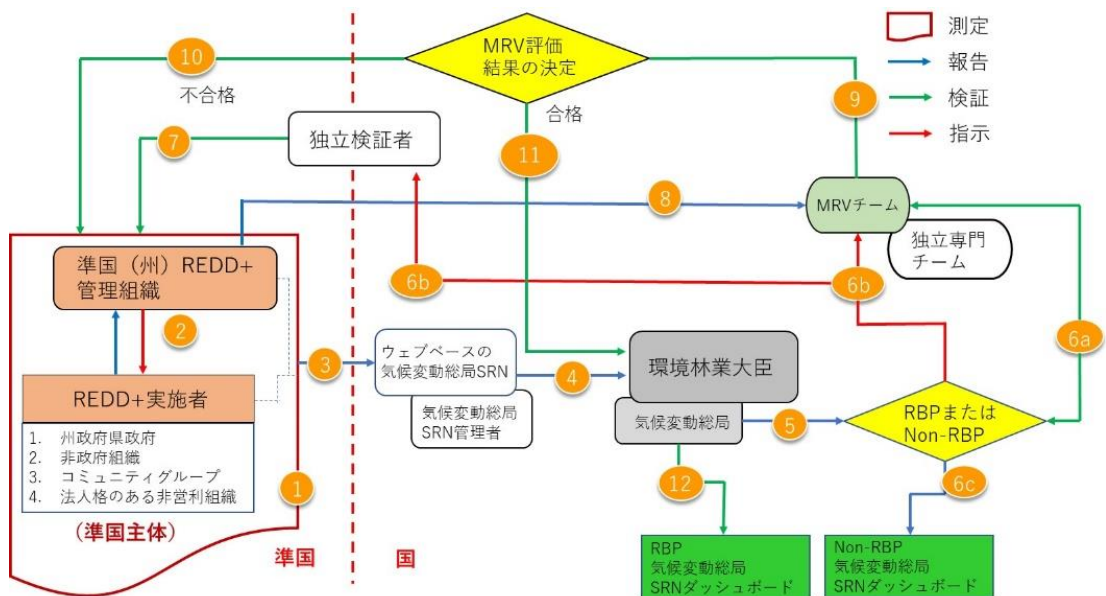 10
不合格
MRV評価
結果の決定
合格
9
測定
報告
検証
指示
7
独立検証者
11
8
MRVチーム
独立専門
チーム
準国（州）REDD+
管理組織
2
6b
6b
6a
3
ウェブベースの
気候変動総局SRN
4
環境林業大臣
REDD+実施者
気候変動総局
SRN管理者
気候変動総局
5
RBPまたは
Non-RBP
1. 州政府県政府
2. 非政府組織
3. コミュニティグループ
4. 法人格のある非営利組織
1
12
6c
(準国主体)
準国
国
RBP
気候変動総局
SRNダッシュボード
Non-RBP
気候変動総局
SRNダッシュボード